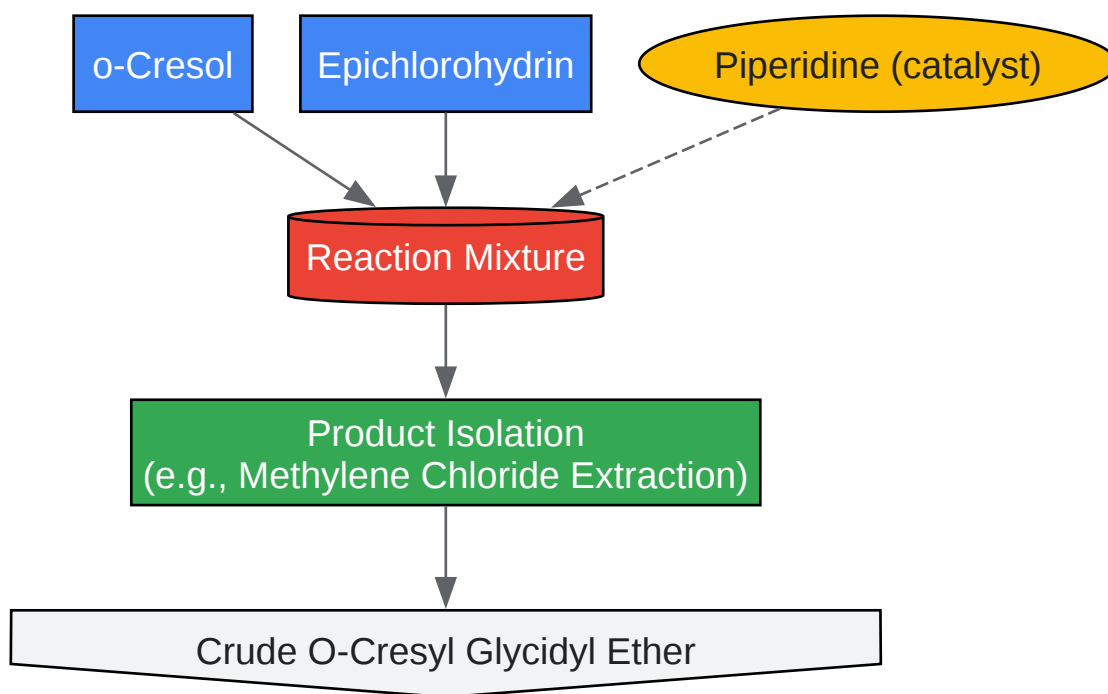 o-Cresol
Epichlorohydrin
Piperidine (catalyst)
Reaction Mixture
Product Isolation
(e.g., Methylene Chloride Extraction)
Crude O-Cresyl Glycidyl Ether